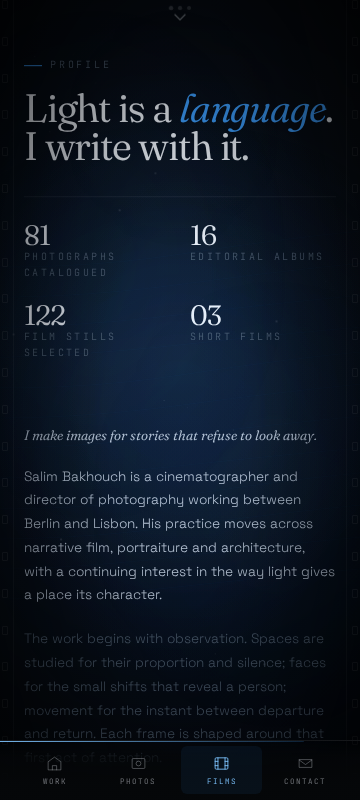 PROFILE
Light is a language.
I write with it.
81
PHOTOGRAPHS
CATALOGUED
16
EDITORIAL ALBUMS
122
FILM STILLS
SELECTED
03
SHORT FILMS
I make images for stories that refuse to look away.
Salim Bakhouch is a cinematographer and
director of photography working between
Berlin and Lisbon. His practice moves across
narrative film, portraiture and architecture,
with a continuing interest in the way light gives
a place its character.
The work begins with observation. Spaces are
studied for their proportion and silence; faces
for the small shifts that reveal a person;
movement for the instant between departure
and return. Each frame is shaped around that
first act of attention.
WORK
PHOTOS
FILMS
CONTACT